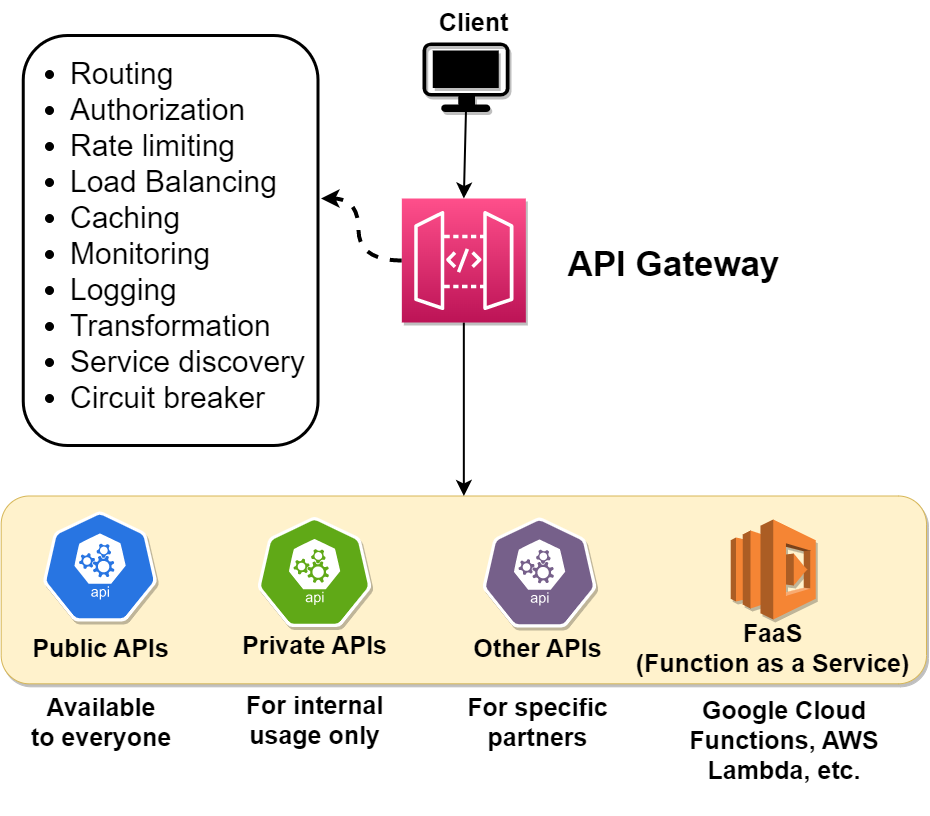 Client
• Routing
• Authorization
• Rate limiting
• Load Balancing
• Caching
• Monitoring
• Logging
• Transformation
• Service discovery
• Circuit breaker
</>
API Gateway
api
Public APIs
Available
to everyone
api
Private APIs
For internal
usage only
api
Other APIs
For specific
partners
FaaS
(Function as a Service)
Google Cloud
Functions, AWS
Lambda, etc.